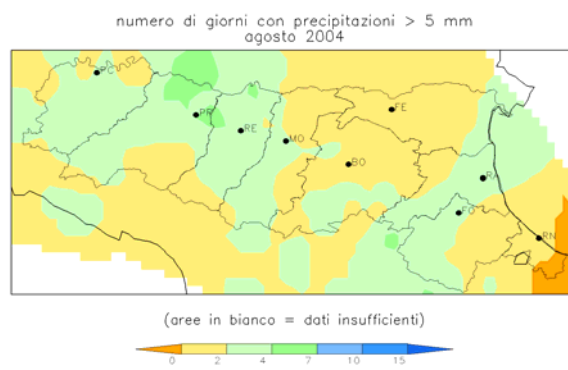 numero di giorni con precipitazioni > 5 mm
agosto 2004
PC
PR
RE
MO
FE
BO
RA
FO
RN
(aree in bianco = dati insufficienti)
0 2 4 7 10 15